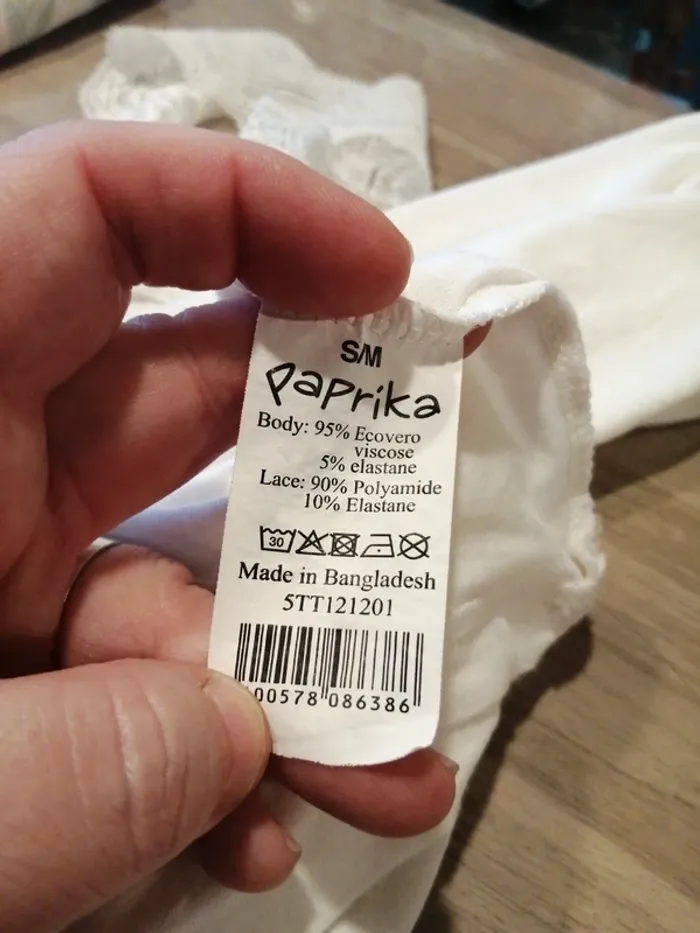 S/M
Paprika
Body: 95% Ecovero
viscose
5% elastane
Lace: 90% Polyamide
10% Elastane
30
Made in Bangladesh
5TT121201
00578 086386